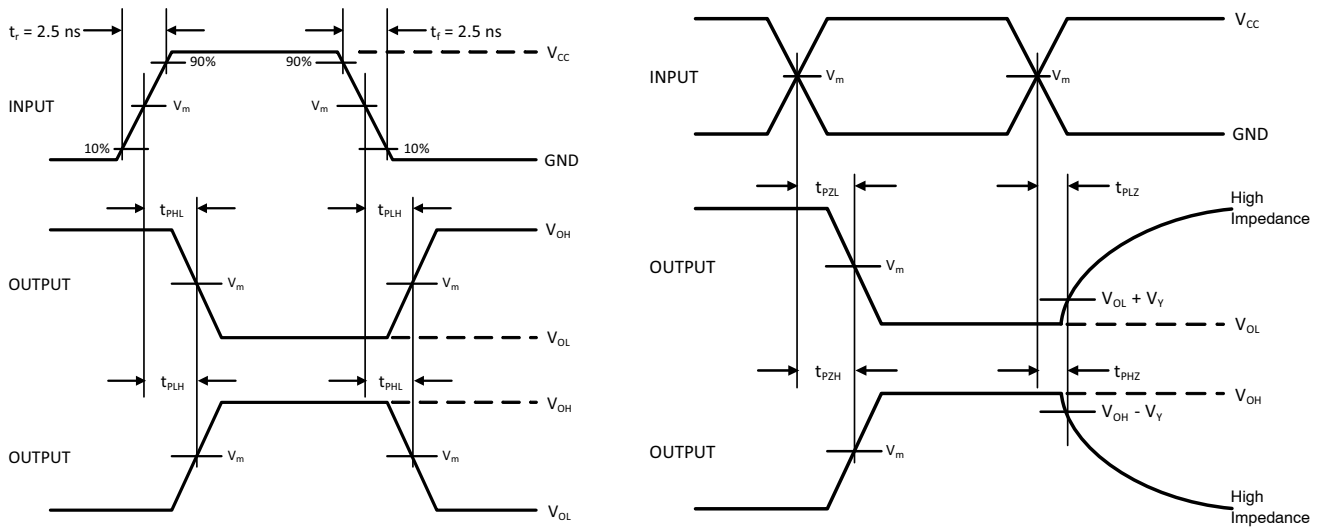 tr = 2.5 ns
tf = 2.5 ns
VCC
90%
90%
INPUT
Vm
Vm
10%
10%
GND
tPHL
tPLH
VOH
OUTPUT
Vm
Vm
VOL
tPLH
tPHL
VOH
OUTPUT
Vm
Vm
VOL
VCC
INPUT
Vm
Vm
GND
tPZL
tPLZ
High
Impedance
OUTPUT
Vm
VOL + VY
VOL
tPZH
tPHZ
VOH
VOH - VY
OUTPUT
Vm
High
Impedance